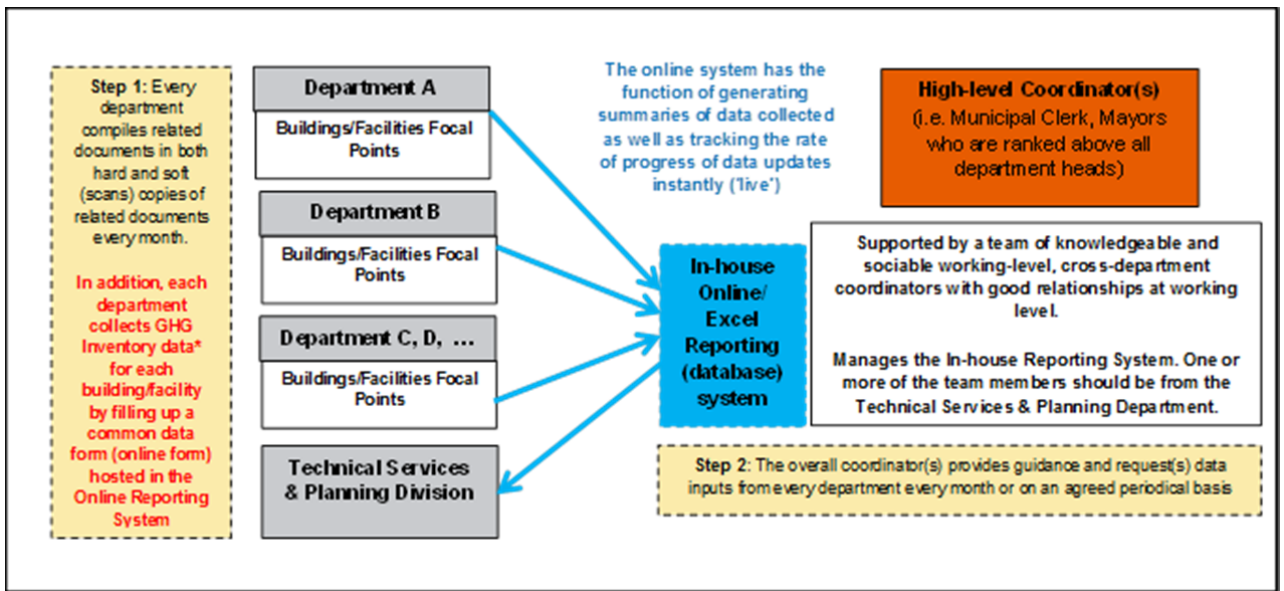 Step 1: Every
department
compiles related
documents in both
hard and soft
(scans) copies of
related documents
every month.
In addition, each
department
collects GHG
Inventory data*
for each
building/facility
by filling up a
common data
form (online form)
hosted in the
Online Reporting
System
Department A
Buildings/Facilities Focal
Points
Department B
Buildings/Facilities Focal
Points
Department C, D, ...
Buildings/Facilities Focal
Points
Technical Services
& Planning Division
The online system has the
function of generating
summaries of data collected
as well as tracking the rate
of progress of data updates
instantly ('live')
In-house
Online/
Excel
Reporting
(database)
system
High-level Coordinator(s)
(i.e. Municipal Clerk, Mayors
who are ranked above all
department heads)
Supported by a team of knowledgeable and
sociable working-level, cross-department
coordinators with good relationships at working
level.
Manages the In-house Reporting System. One or
more of the team members should be from the
Technical Services & Planning Department.
Step 2: The overall coordinator(s) provides guidance and request(s) data
inputs from every department every month or on an agreed periodical basis